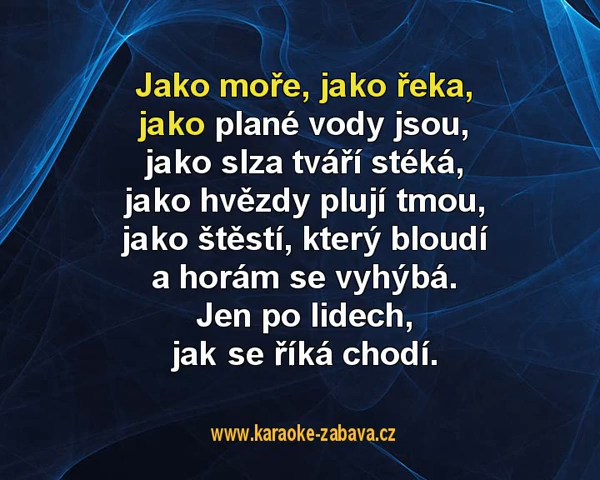 Jako moře, jako řeka,
jako plané vody jsou,
jako slza tváří stéká,
jako hvězdy plují tmou,
jako štěstí, který bloudí
a horám se vyhýbá.
Jen po lidech,
jak se říká chodí.
www.karaoke-zabava.cz